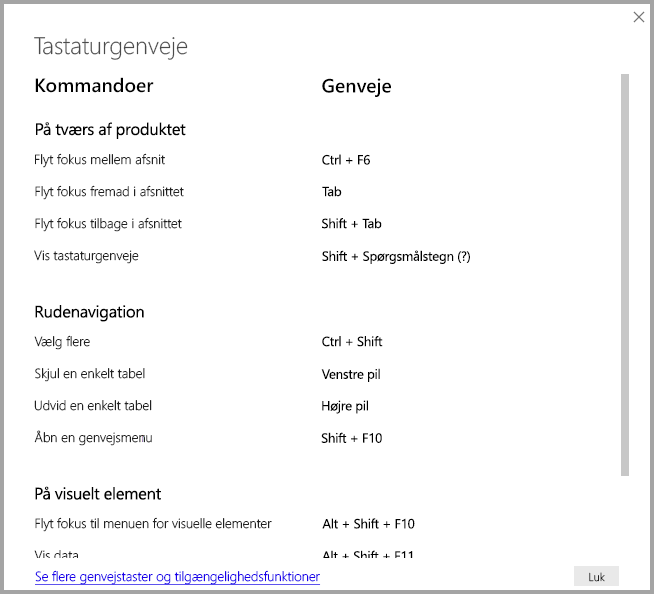 Tastaturgenveje
Kommandoer Genveje
På tværs af produktet
Flyt fokus mellem afsnit Ctrl + F6
Flyt fokus fremad i afsnittet Tab
Flyt fokus tilbage i afsnittet Shift + Tab
Vis tastaturgenveje Shift + Spørgsmålstegn (?)
Rudenavigation
Vælg flere Ctrl + Shift
Skjul en enkelt tabel Venstre pil
Udvid en enkelt tabel Højre pil
Åbn en genvejsmenu Shift + F10
På visuelt element
Flyt fokus til menuen for visuelle elementer Alt + Shift + F10
Vis data Alt + Shift + F11
Se flere genvejstaster og tilgængelighedsfunktioner Luk